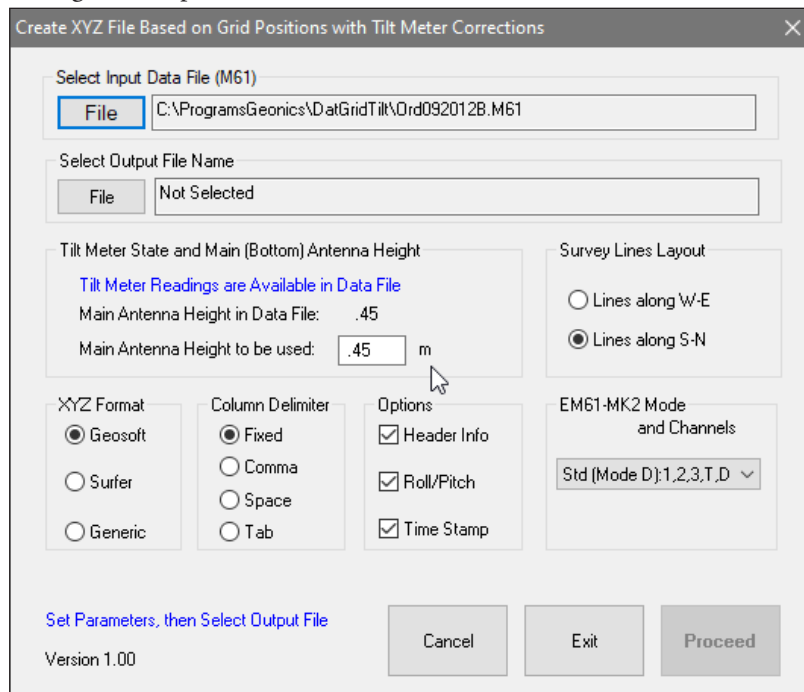 Create XYZ File Based on Grid Positions with Tilt Meter Corrections
Select Input Data File (M61)
File C:\ProgramsGeonics\DatGridTilt\Ord092012B.M61
Select Output File Name
File Not Selected
Tilt Meter State and Main (Bottom) Antenna Height
Tilt Meter Readings are Available in Data File
Main Antenna Height in Data File: .45
Main Antenna Height to be used: .45 m
Survey Lines Layout
Lines along W-E
Lines along S-N
XYZ Format
Geosoft
Surfer
Generic
Column Delimiter
Fixed
Comma
Space
Tab
Options
Header Info
Roll/Pitch
Time Stamp
EM61-MK2 Mode
and Channels
Std (Mode D):1,2,3,T,D
Set Parameters, then Select Output File
Version 1.00
Cancel
Exit
Proceed